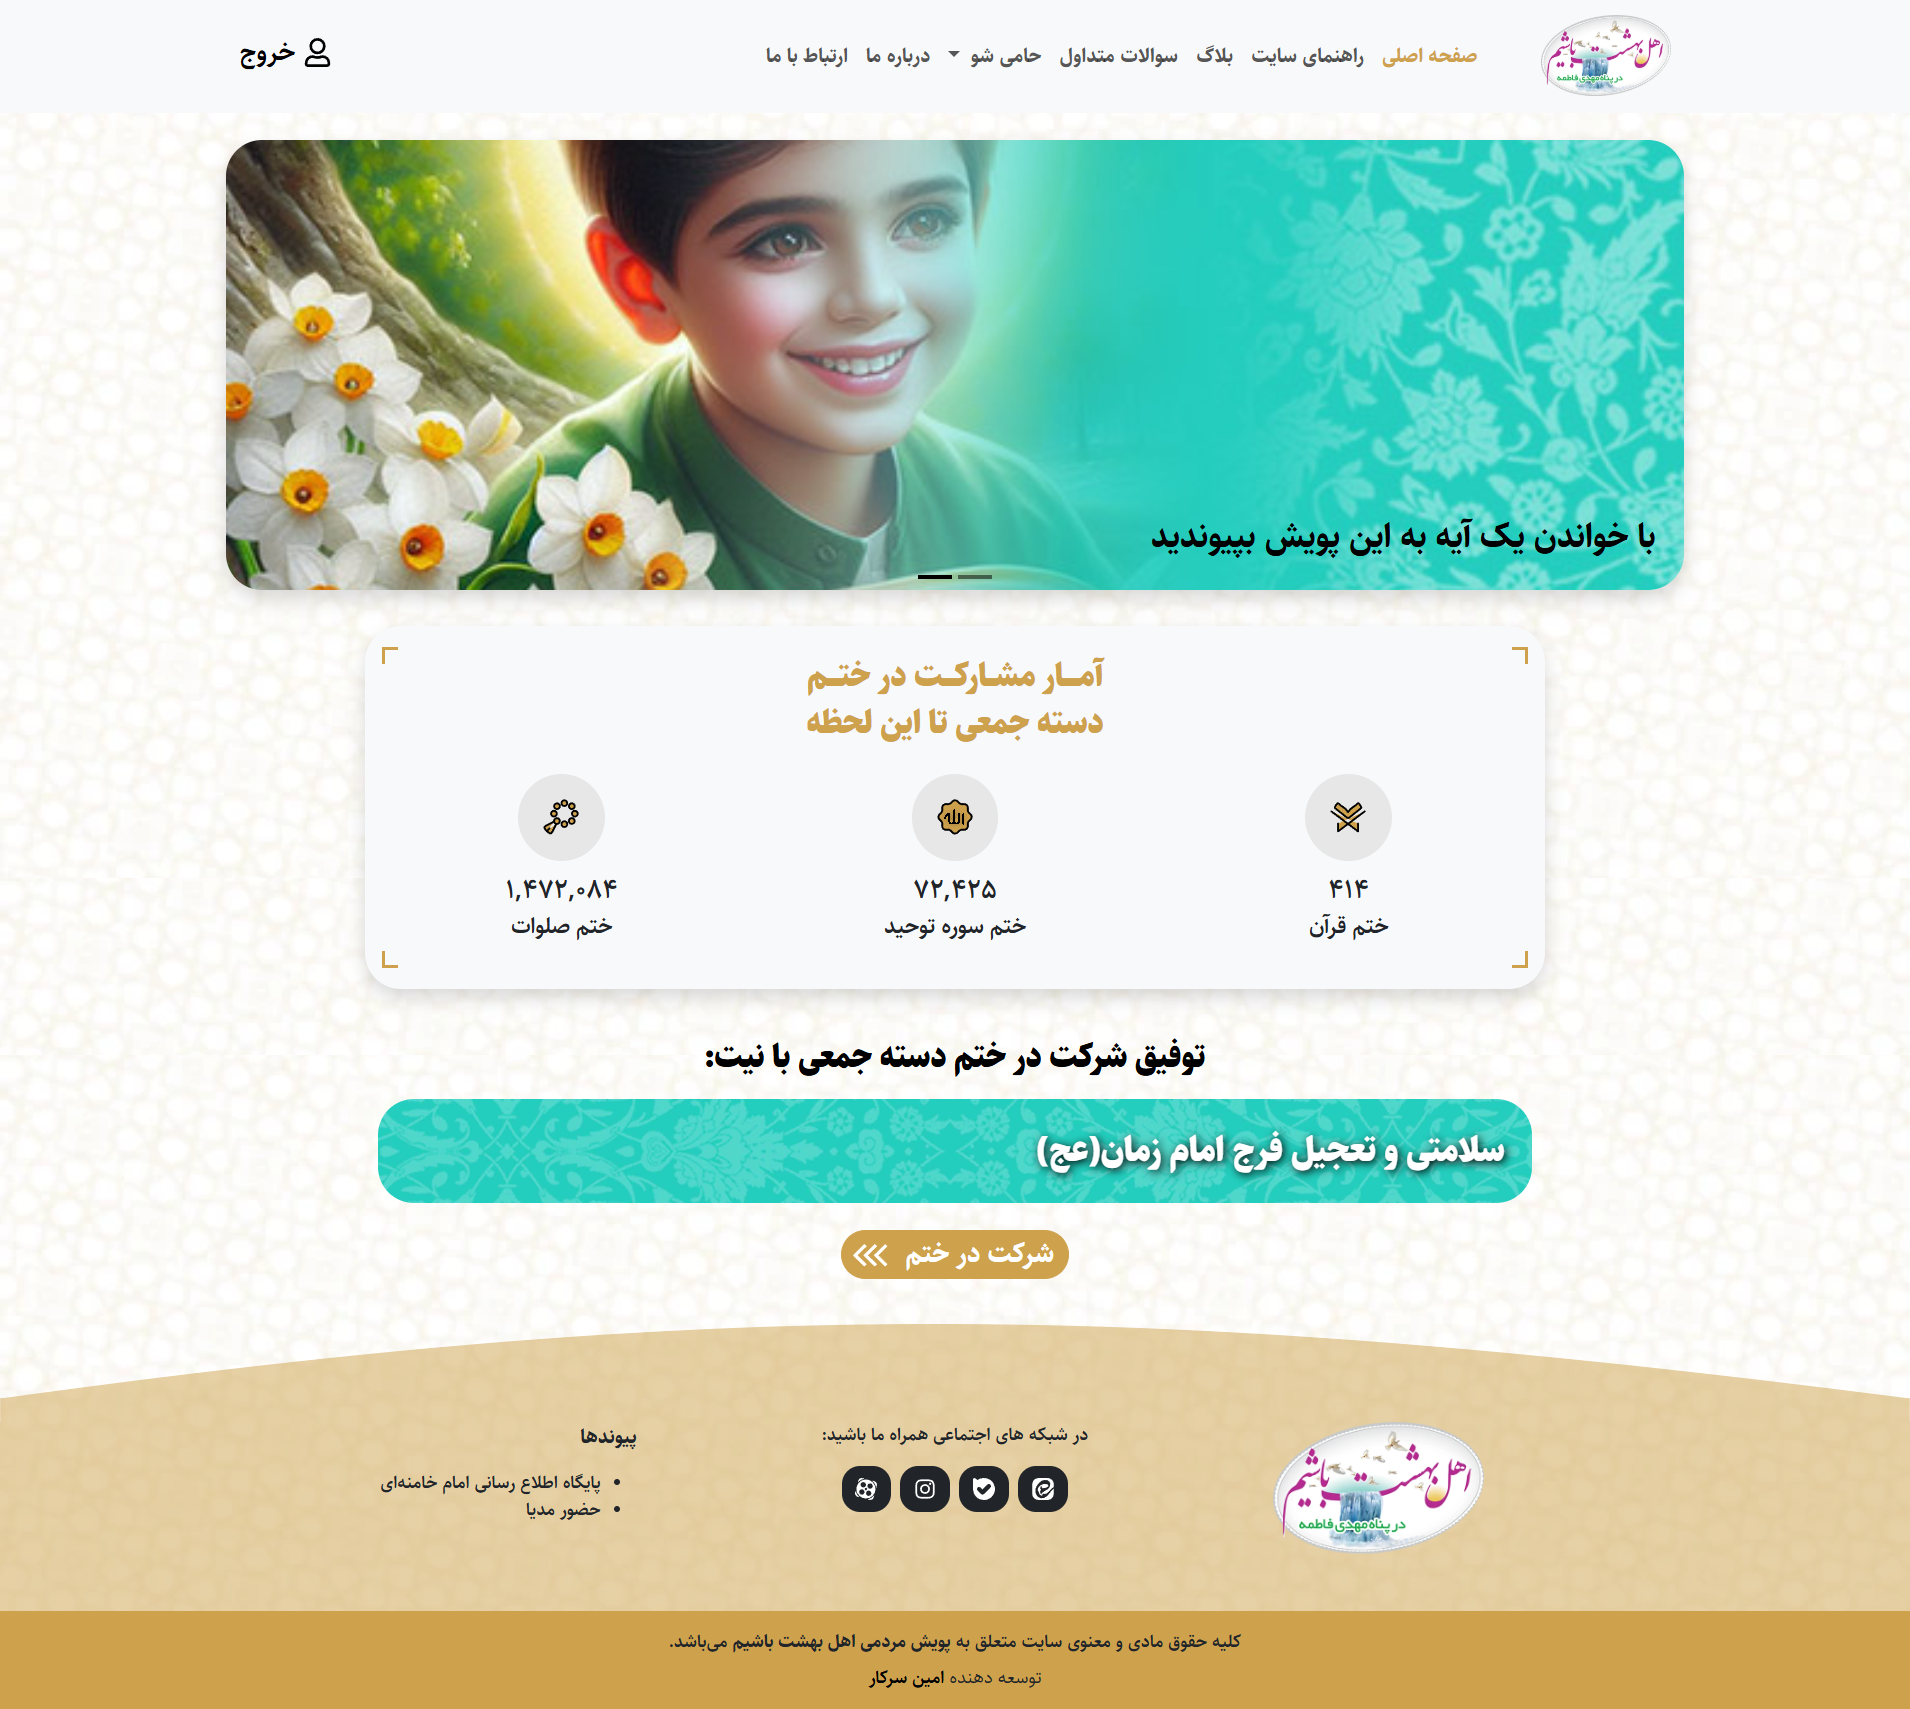 اهل بهشت باشیم
در پناه مهدی فاطمه
صفحه اصلی
راهنمای سایت
بلاگ
سوالات متداول
حامی شو
درباره ما
ارتباط با ما
خروج
با خواندن یک آیه به این پویش بپیوندید
آمـــار مشـارکـت در ختــم
دسته جمعی تا این لحظه
۴۱۴
ختم قرآن
الله
۷۲,۴۲۵
ختم سوره توحید
۱,۴۷۲,۰۸۴
ختم صلوات
توفیق شرکت در ختم دسته جمعی با نیت:
سلامتی و تعجیل فرج امام زمان(عج)
شرکت در ختم
اهل بهشت باشیم
در پناه مهدی فاطمه
در شبکه های اجتماعی همراه ما باشید:
پیوندها
پایگاه اطلاع رسانی امام خامنه‌ای
حضور مدیا
کلیه حقوق مادی و معنوی سایت متعلق به پویش مردمی اهل بهشت باشیم می‌باشد.
توسعه دهنده امین سرکار